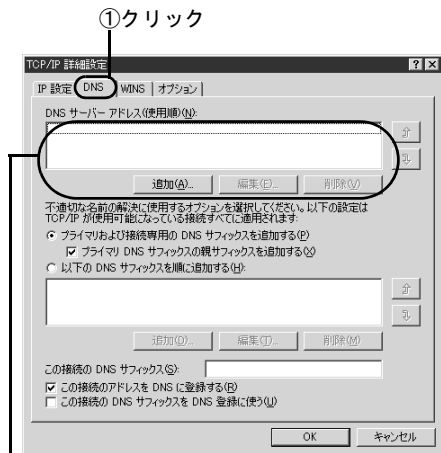 ①クリック
TCP/IP 詳細設定
IP 設定 DNS WINS オプション
DNS サーバー アドレス(使用順)(N):
追加(A)... 編集(E)... 削除(V)
不適切な名前の解決に使用するオプションを選択してください。以下の設定は
TCP/IP が使用可能になっている接続すべてに適用されます:
プライマリおよび接続専用の DNS サフィックスを追加する(P)
プライマリ DNS サフィックスの親サフィックスを追加する(X)
以下の DNS サフィックスを順に追加する(H):
追加(D)... 編集(T)... 削除(M)
この接続の DNS サフィックス(S):
この接続のアドレスを DNS に登録する(R)
この接続の DNS サフィックスを DNS 登録に使う(U)
OK キャンセル